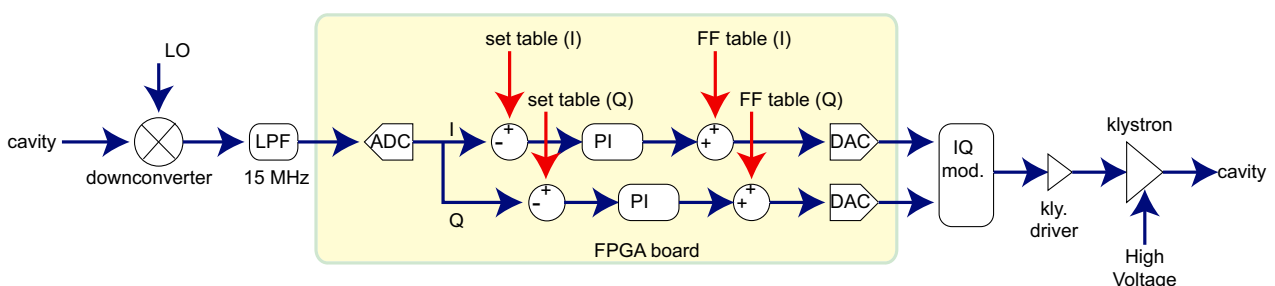 cavity
LO
downconverter
LPF
15 MHz
ADC
I
Q
set table (I)
set table (Q)
-
+
-
+
PI
PI
FF table (I)
FF table (Q)
+
+
+
+
DAC
DAC
FPGA board
IQ
mod.
kly.
driver
klystron
High
Voltage
cavity